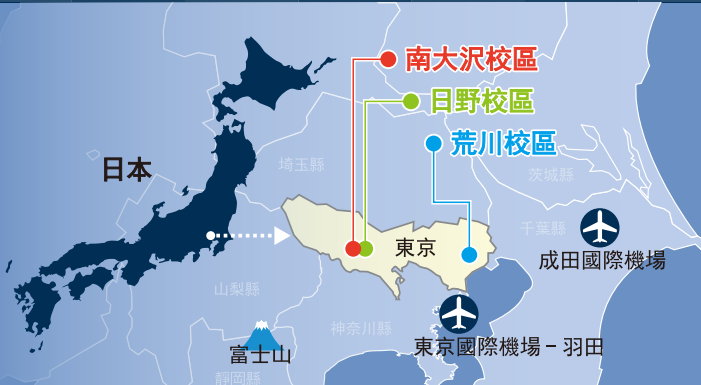 南大沢校區
日野校區
荒川校區
日本
埼玉縣
茨城縣
千葉縣
東京
成田國際機場
山梨縣
神奈川縣
東京國際機場－羽田
富士山
靜岡縣